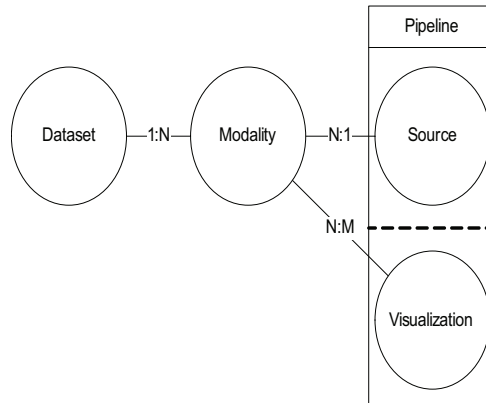 Pipeline
Dataset
1:N
Modality
N:1
Source
N:M
Visualization